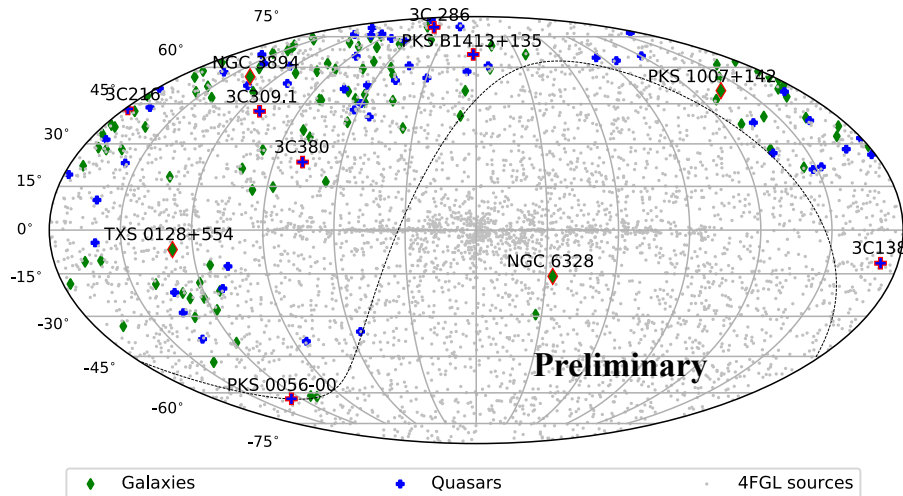 75°
3C 286
60°
PKS B1413+135
NGC 3894
PKS 1007+142
45°
3C216
3C309.1
30°
3C380
15°
0°
TXS 0128+554
3C138
-15°
NGC 6328
-30°
Preliminary
-45°
PKS 0056-00
-60°
-75°
Galaxies Quasars 4FGL sources